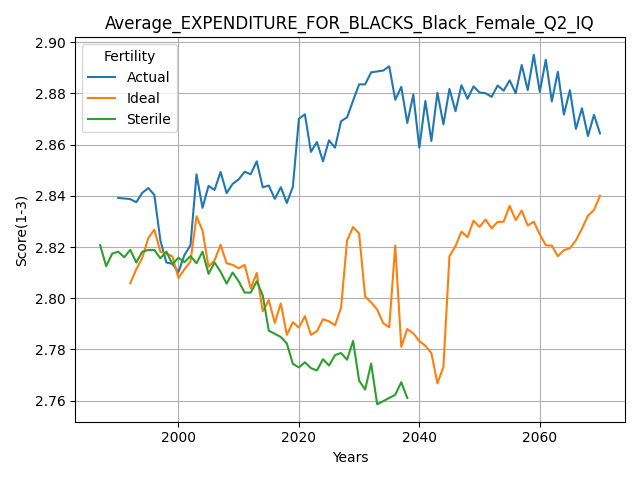 Average_EXPENDITURE_FOR_BLACKS_Black_Female_Q2_IQ
Fertility
Actual
Ideal
Sterile
Score(1-3)
2.90
2.88
2.86
2.84
2.82
2.80
2.78
2.76
2000
2020
2040
2060
Years